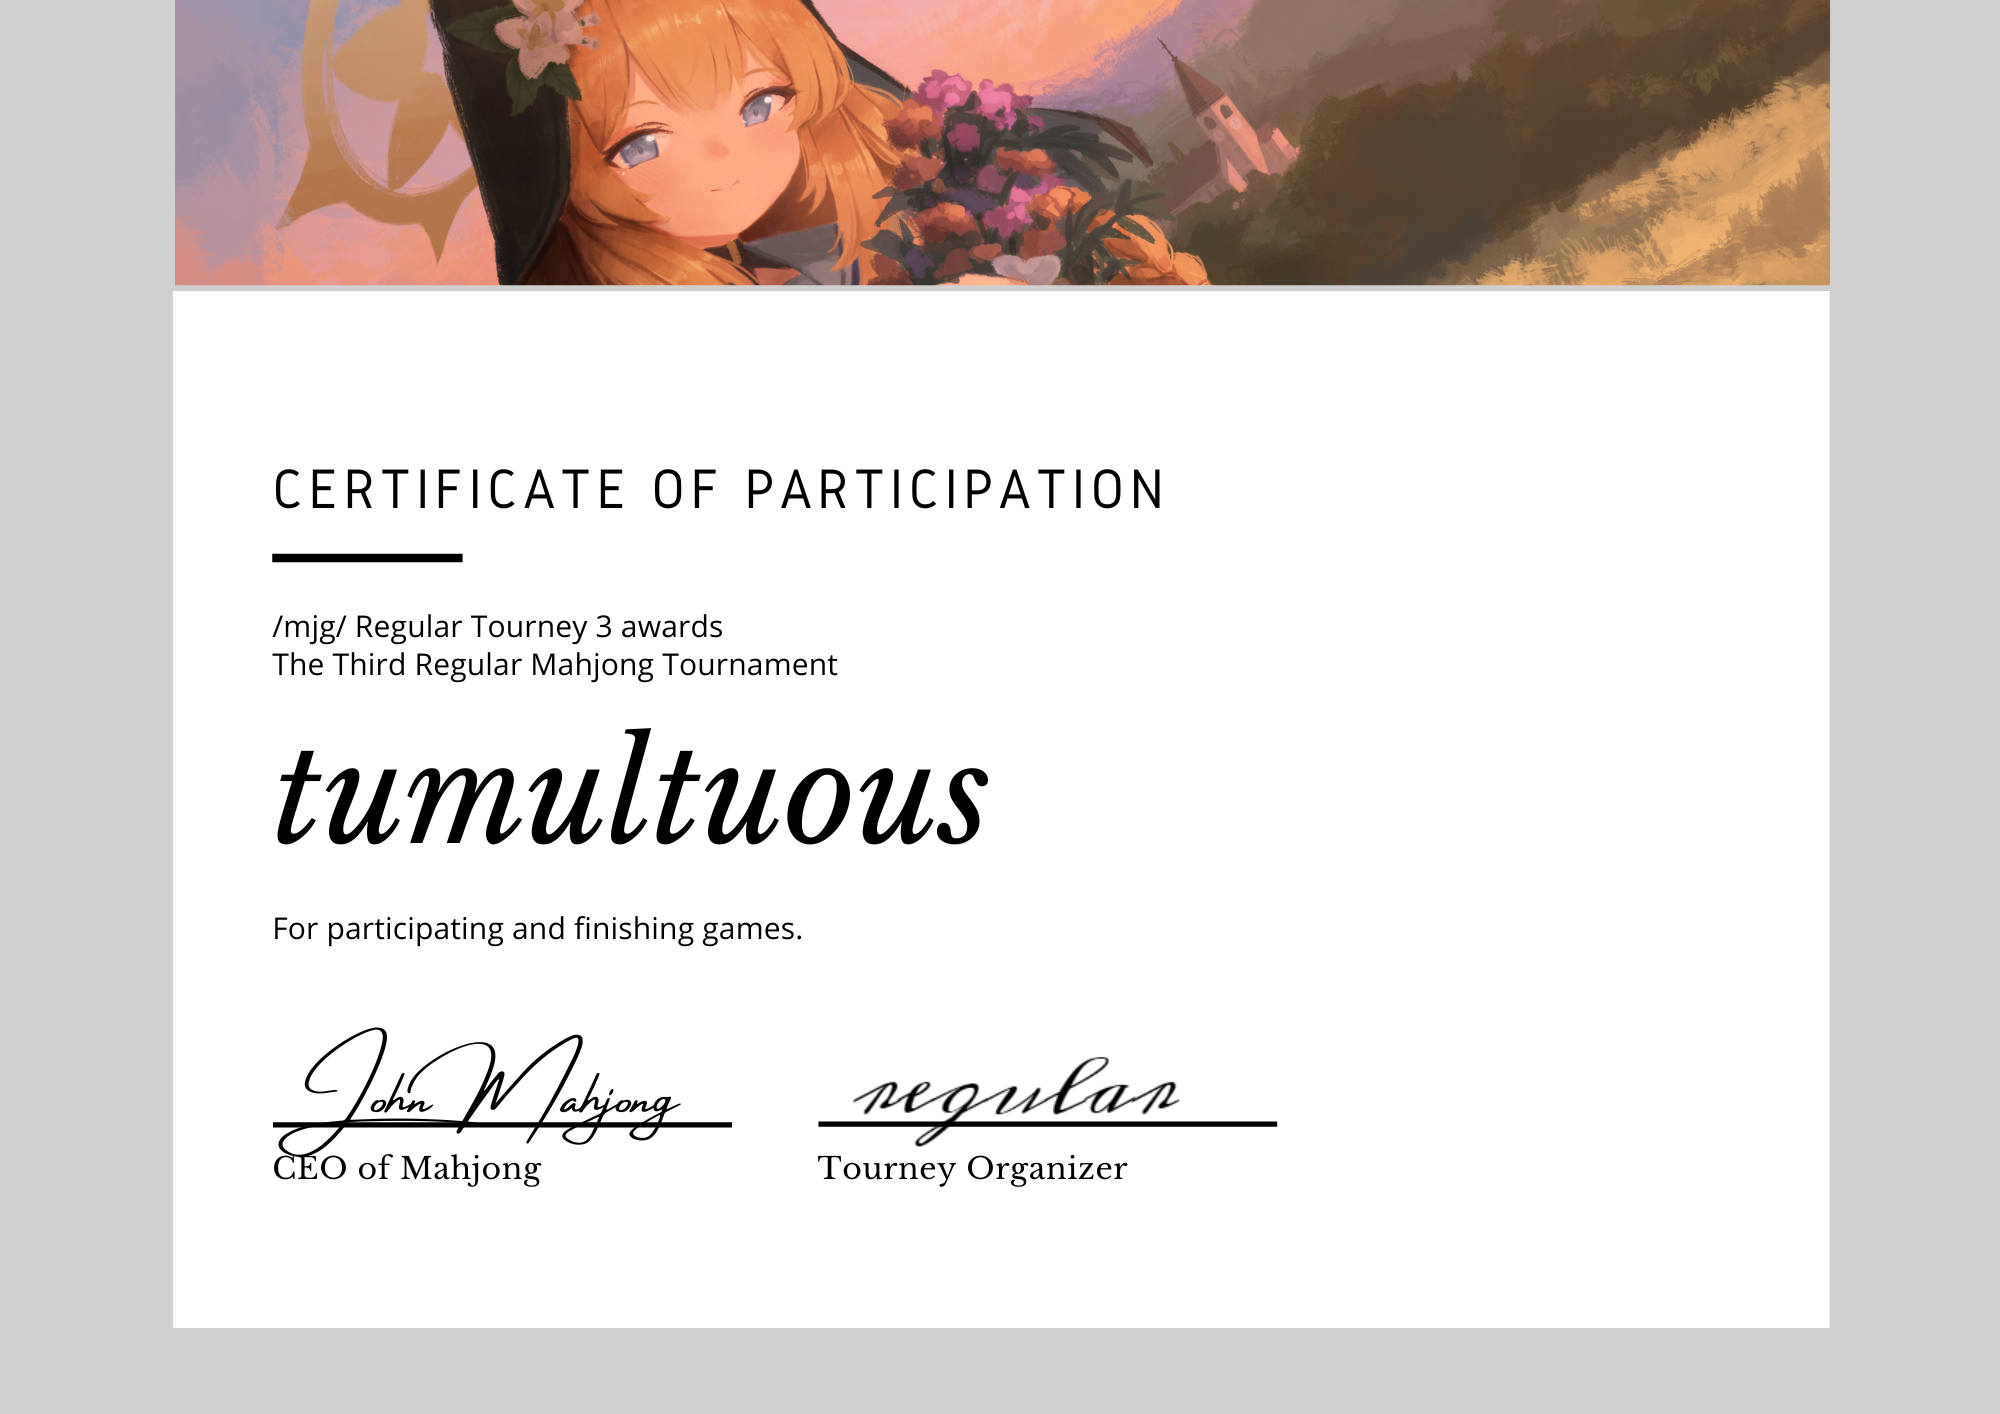 CERTIFICATE OF PARTICIPATION
/mjg/ Regular Tourney 3 awards
The Third Regular Mahjong Tournament
tumultuous
For participating and finishing games.
John Mahjong
CEO of Mahjong
regular
Tourney Organizer